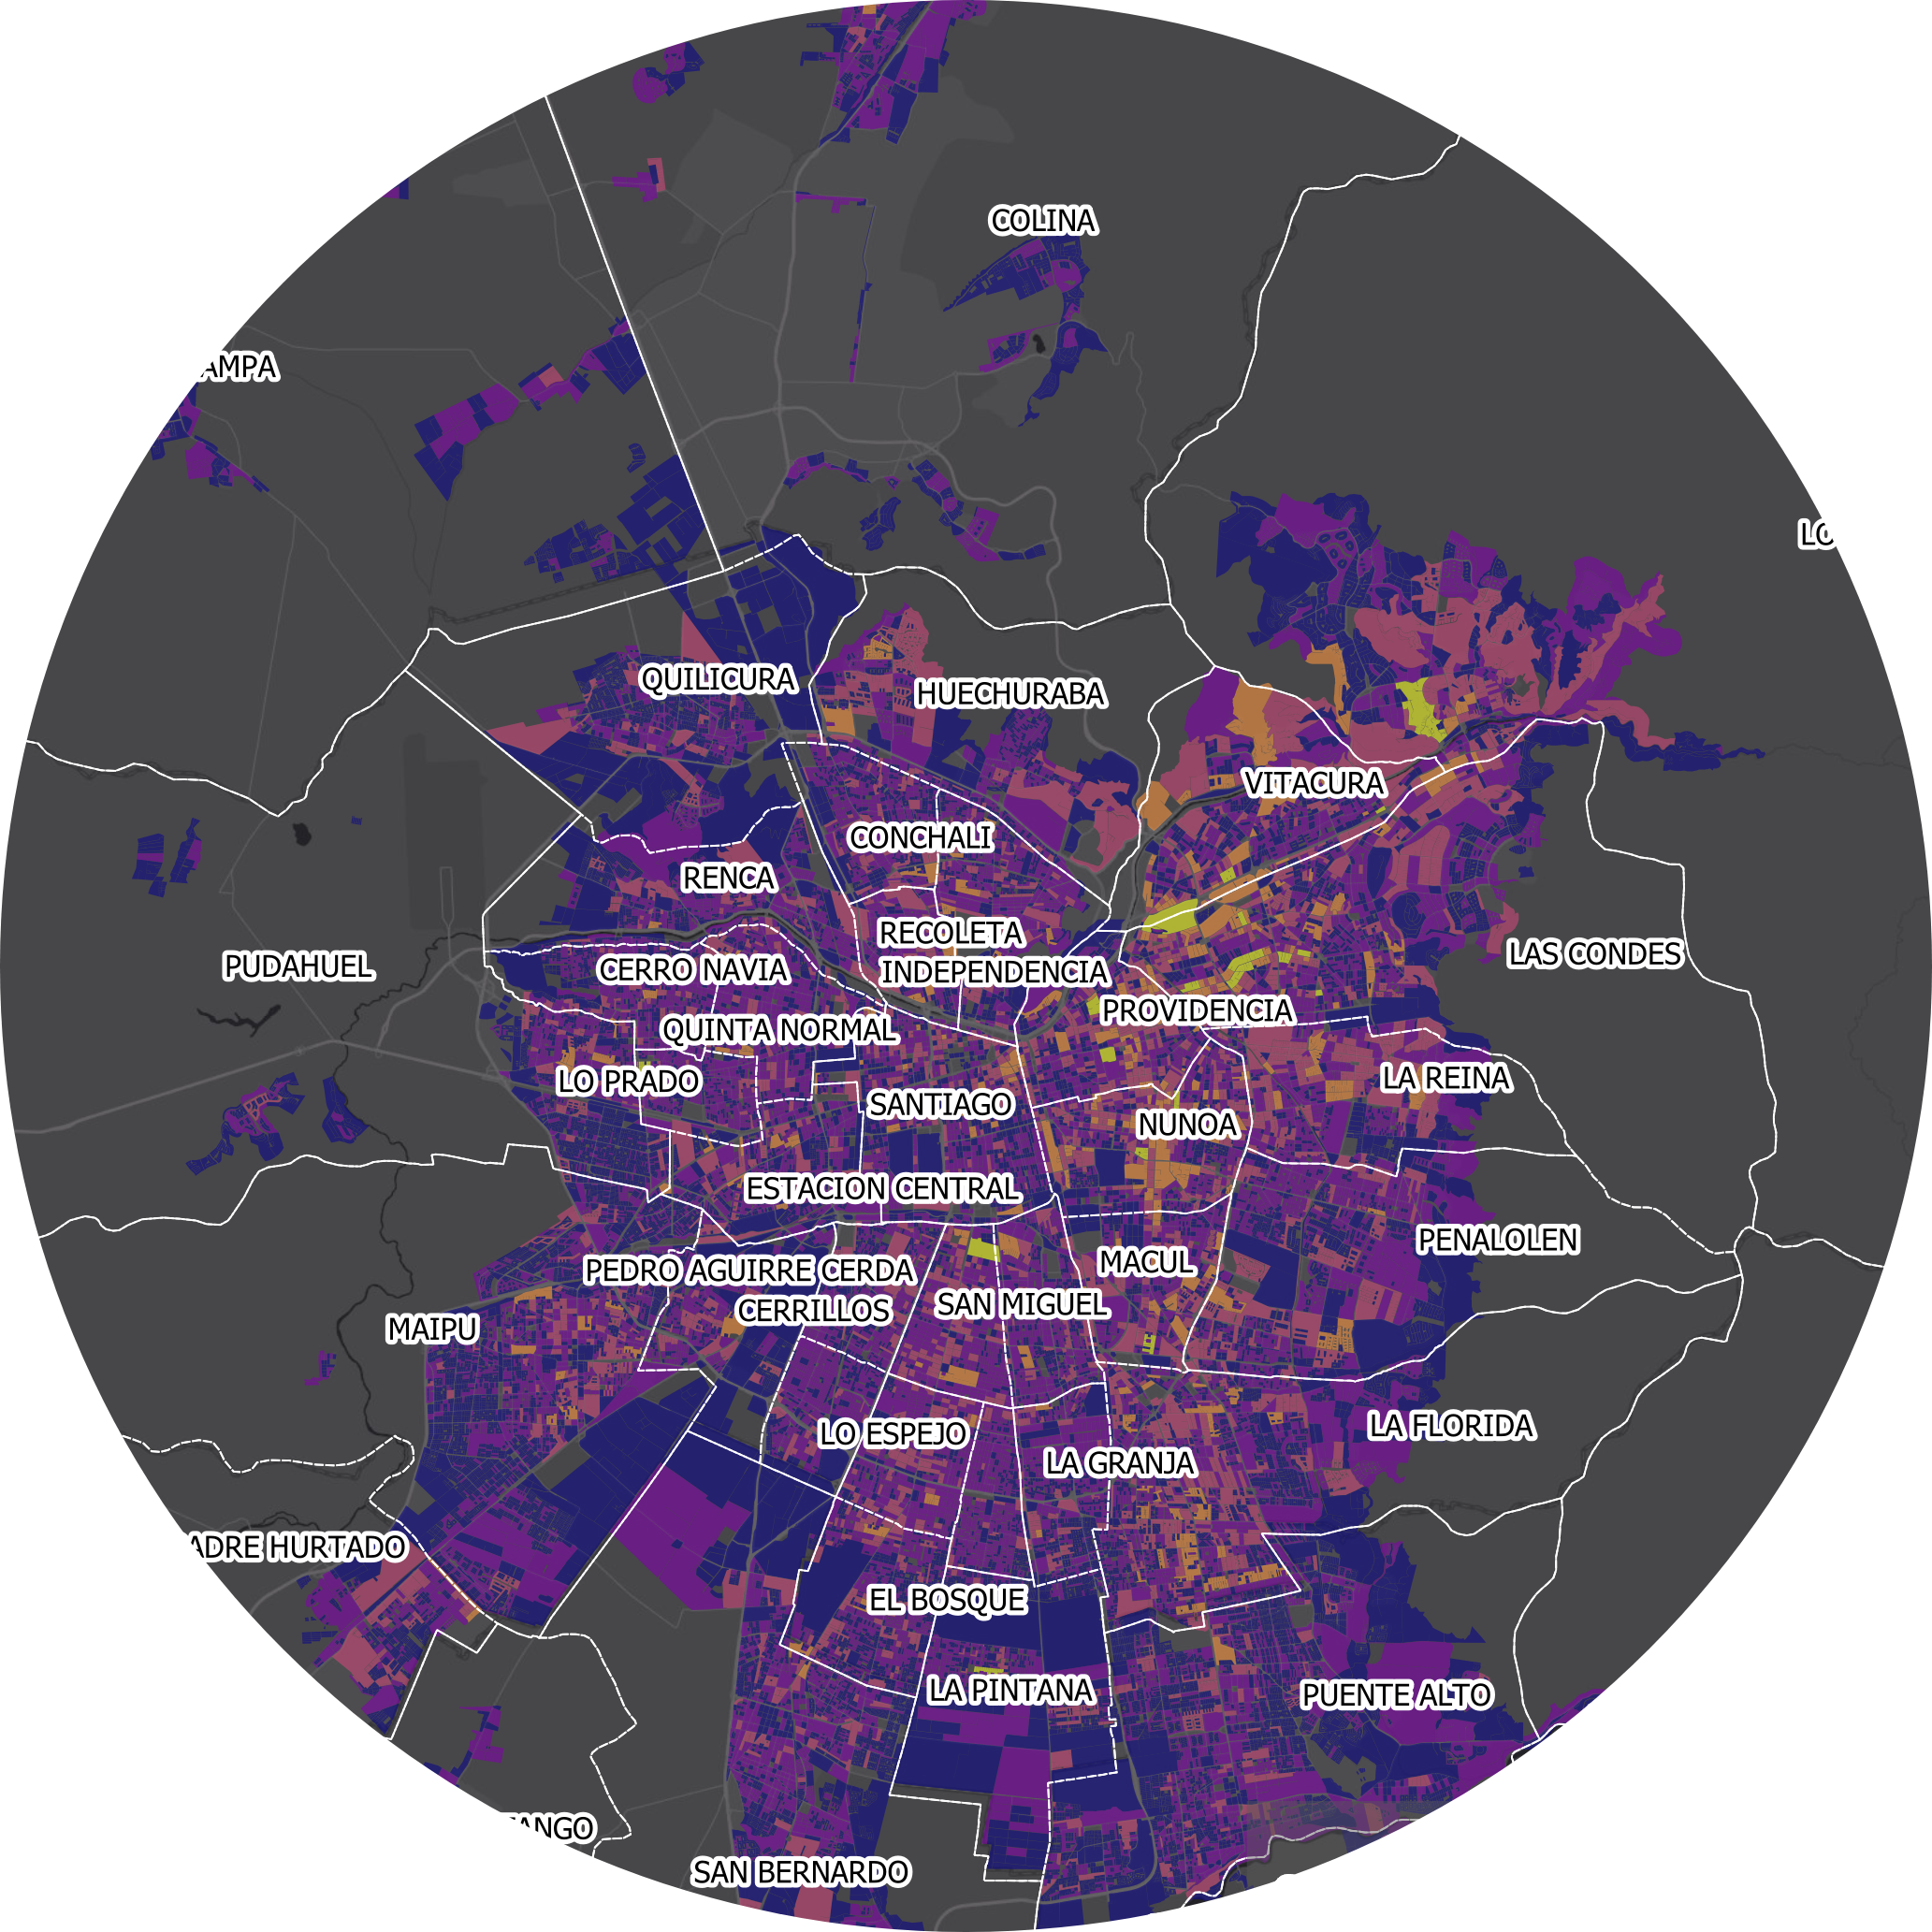 COLINA
AMPA
LO
QUILICURA
HUECHURABA
VITACURA
CONCHALI
RENCA
RECOLETA
LAS CONDES
PUDAHUEL
CERRO NAVIA
INDEPENDENCIA
PROVIDENCIA
QUINTA NORMAL
LO PRADO
LA REINA
SANTIAGO
NUNOA
ESTACION CENTRAL
PENALOLEN
MACUL
PEDRO AGUIRRE CERDA
SAN MIGUEL
CERRILLOS
MAIPU
LA FLORIDA
LO ESPEJO
LA GRANJA
ADRE HURTADO
EL BOSQUE
LA PINTANA
PUENTE ALTO
TANGO
SAN BERNARDO